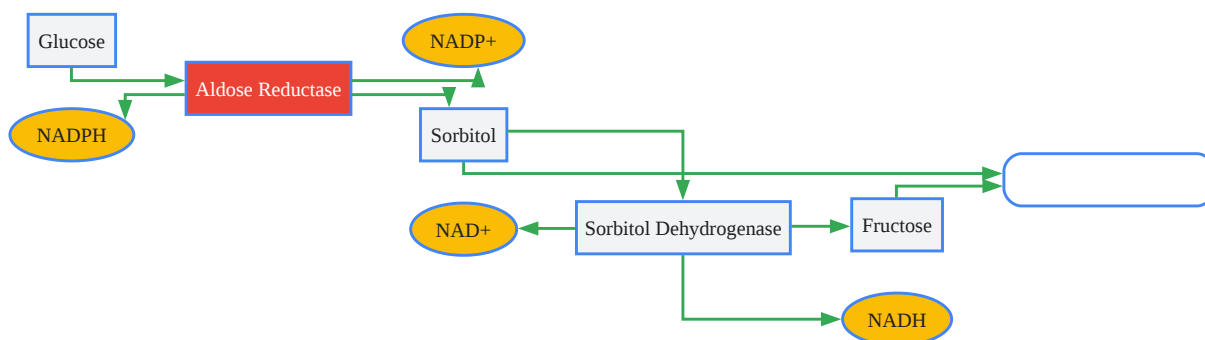 Glucose
NADP+
Aldose Reductase
NADPH
Sorbitol
NAD+
Sorbitol Dehydrogenase
Fructose
NADH